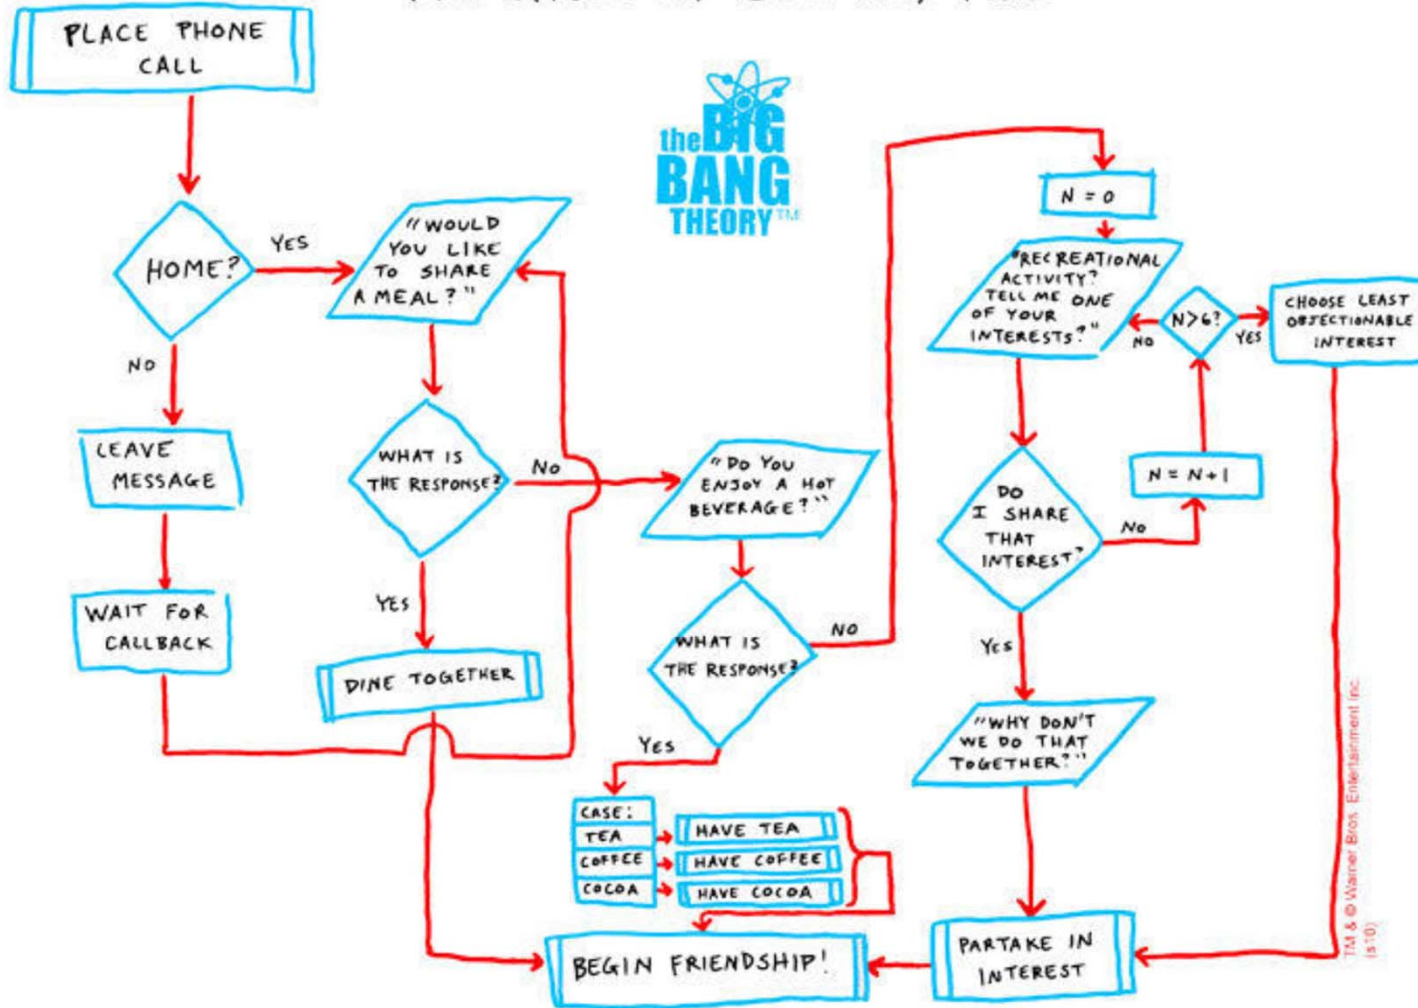 PLACE PHONE
CALL
the BIG
BANG
THEORY™
HOME?
YES
NO
"WOULD
YOU LIKE
TO SHARE
A MEAL?"
LEAVE
MESSAGE
WAIT FOR
CALLBACK
WHAT IS
THE RESPONSE?
NO
YES
DINE TOGETHER
"DO YOU
ENJOY A HOT
BEVERAGE?"
WHAT IS
THE RESPONSE?
NO
YES
CASE:
TEA
HAVE TEA
COFFEE
HAVE COFFEE
COCOA
HAVE COCOA
N = 0
"RECREATIONAL
ACTIVITY?
TELL ME ONE
OF YOUR
INTERESTS?"
N>6?
NO
YES
CHOOSE LEAST
OBJECTIONABLE
INTEREST
N = N+1
DO
I SHARE
THAT
INTEREST?
NO
YES
"WHY DON'T
WE DO THAT
TOGETHER?"
PARTAKE IN
INTEREST
BEGIN FRIENDSHIP!
TM & © Warner Bros. Entertainment Inc.
(s10)